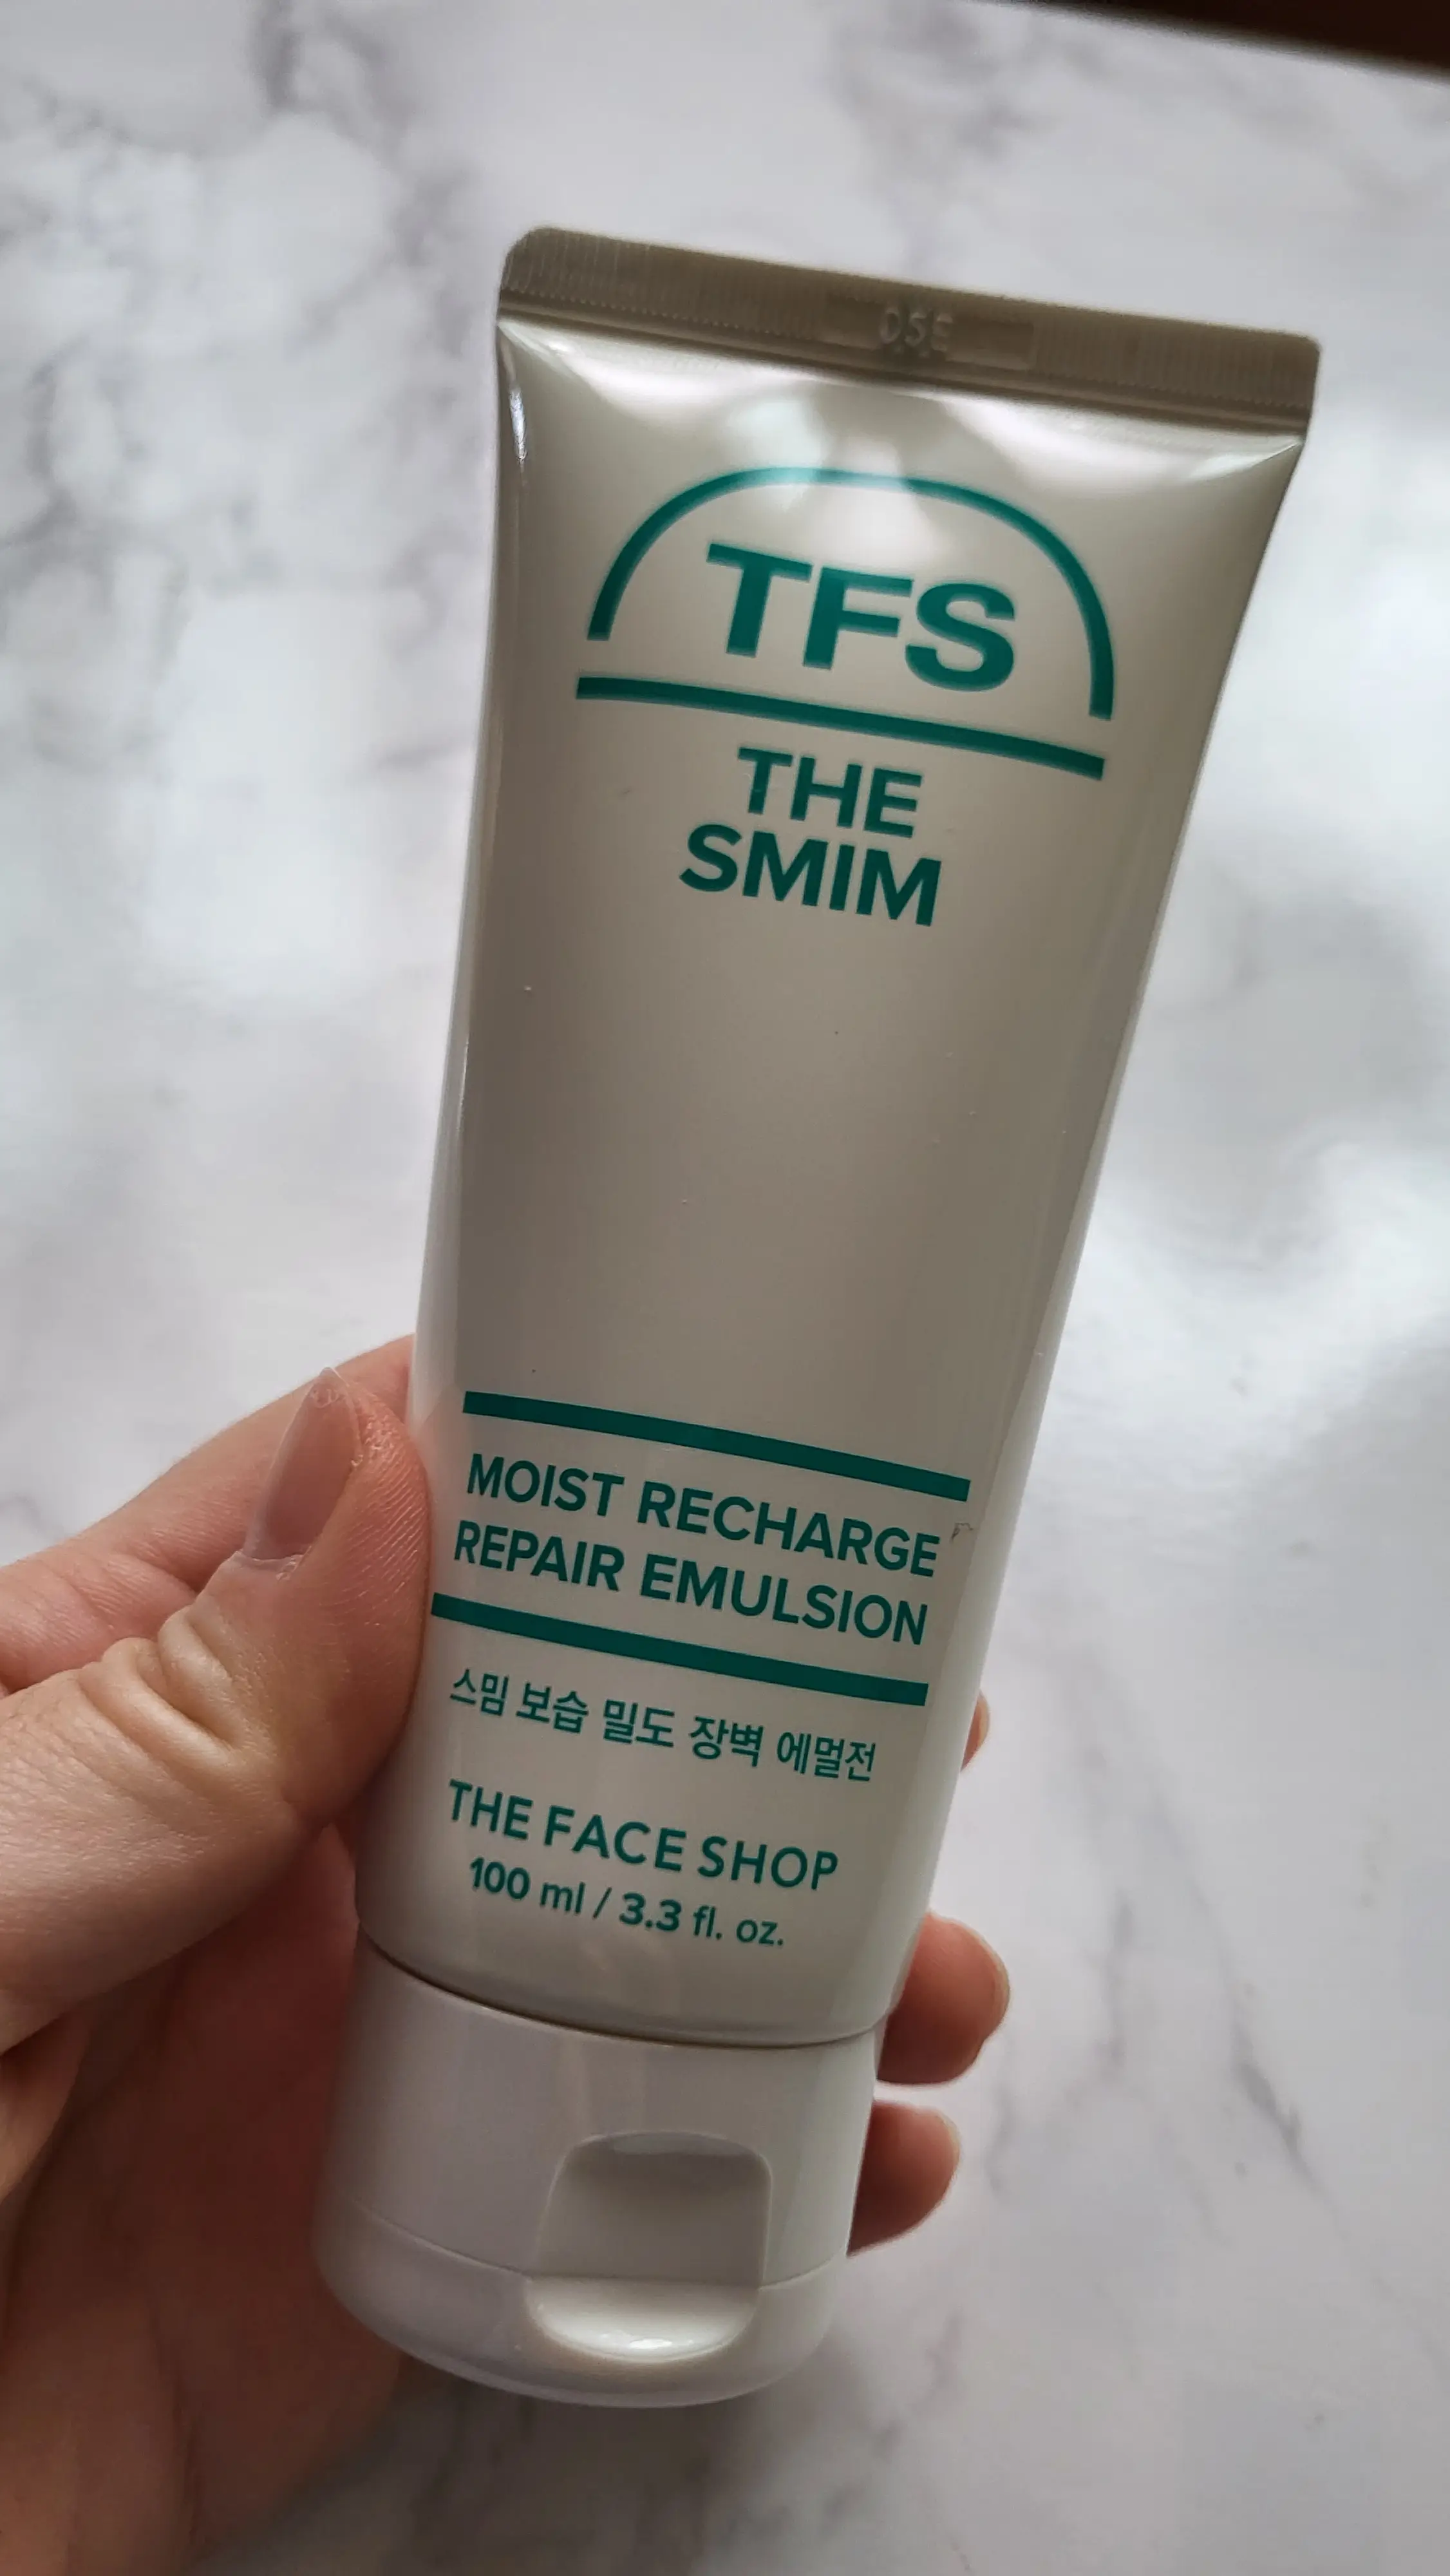 05E
TFS
THE
SMIM
MOIST RECHARGE
REPAIR EMULSION
스밈 보습 밀도 장벽 에멀전
THE FACE SHOP
100 ml / 3.3 fl. oz.